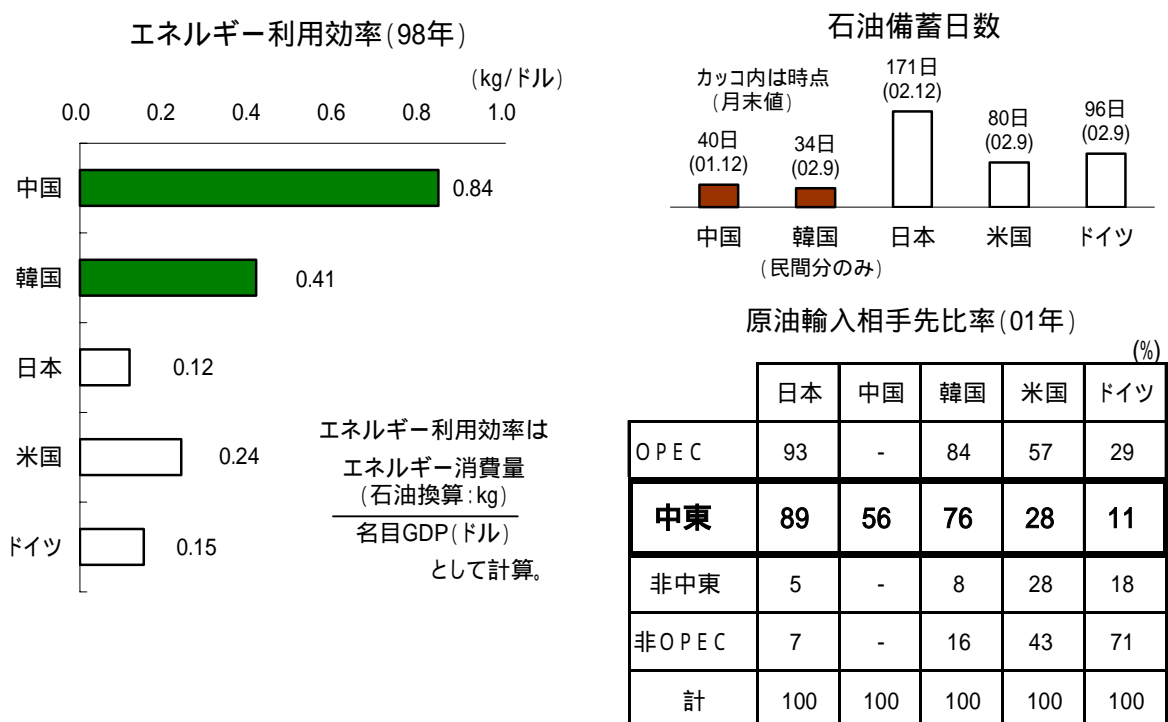 エネルギー利用効率(98年)
(kg/ドル)
0.0 0.2 0.4 0.6 0.8 1.0
中国 0.84
韓国 0.41
日本 0.12
米国 0.24
ドイツ 0.15
エネルギー利用効率は
エネルギー消費量
(石油換算:kg)
名目GDP(ドル)
として計算。
石油備蓄日数
カッコ内は時点
(月末値)
40日
(01.12)
34日
(02.9)
171日
(02.12)
80日
(02.9)
96日
(02.9)
中国 韓国 日本 米国 ドイツ
(民間分のみ)
原油輸入相手先比率(01年)
(%)
日本 中国 韓国 米国 ドイツ
OPEC 93 - 84 57 29
中東 89 56 76 28 11
非中東 5 - 8 28 18
非OPEC 7 - 16 43 71
計 100 100 100 100 100